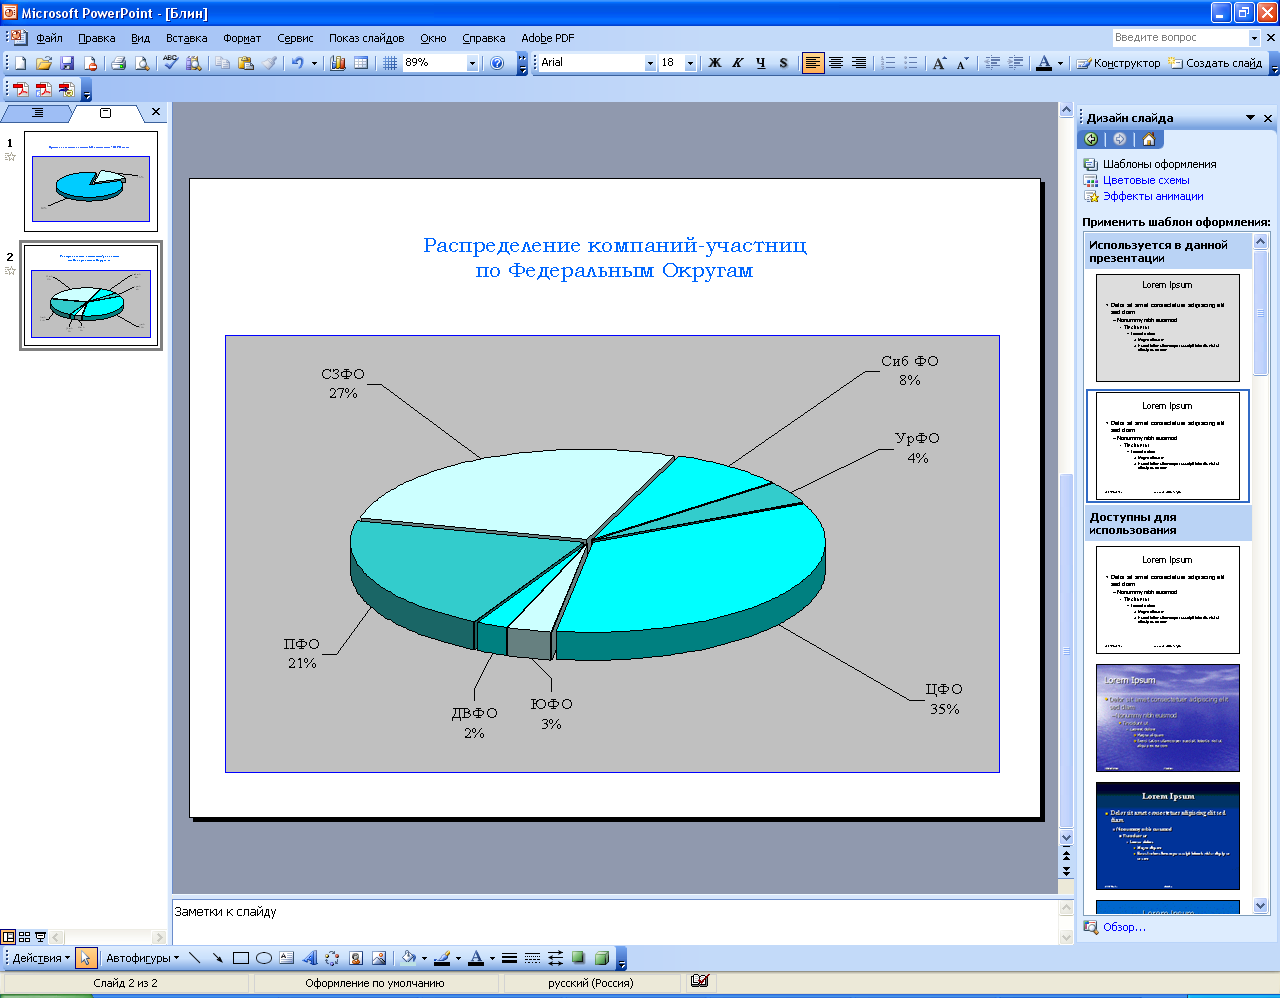 Microsoft PowerPoint - [Блин]
Файл Правка Вид Вставка Формат Сервис Показ слайдов Окно Справка Adobe PDF
Введите вопрос
89%
Arial
18
Ж К Ч S
Конструктор
Создать слайд
1
2
Распределение компаний-участниц
по Федеральным Округам
СЗФО
27%
Сиб ФО
8%
УрФО
4%
ПФО
21%
ДВФО
2%
ЮФО
3%
ЦФО
35%
Дизайн слайда
Шаблоны оформления
Цветовые схемы
Эффекты анимации
Применить шаблон оформления:
Используется в данной
презентации
Lorem Ipsum
Lorem Ipsum
Доступны для
использования
Lorem Ipsum
Lorem Ipsum
Lorem Ipsum
Lorem Ipsum
Обзор...
Заметки к слайду
Действия
Автофигуры
Слайд 2 из 2
Оформление по умолчанию
русский (Россия)